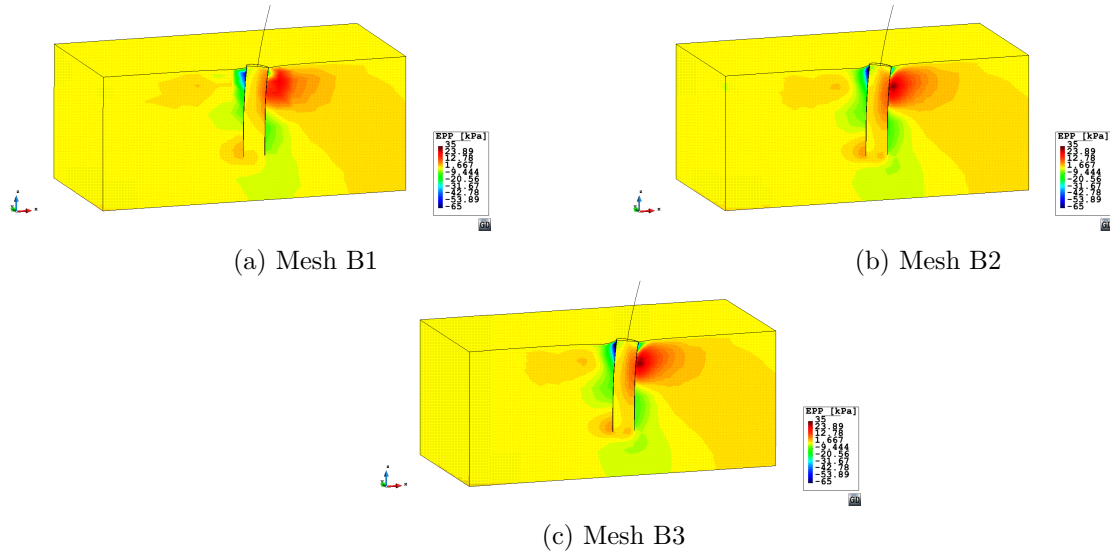 EPP [kPa]
35
23.89
12.78
1.667
-9.444
-20.56
-31.67
-42.78
-53.89
-65
z
Y
x
GD
(a) Mesh B1
EPP [kPa]
35
23.89
12.78
1.667
-9.444
-20.56
-31.67
-42.78
-53.89
-65
z
Y
x
GD
(b) Mesh B2
EPP [kPa]
35
23.89
12.78
1.667
-9.444
-20.56
-31.67
-42.78
-53.89
-65
z
Y
x
GD
(c) Mesh B3